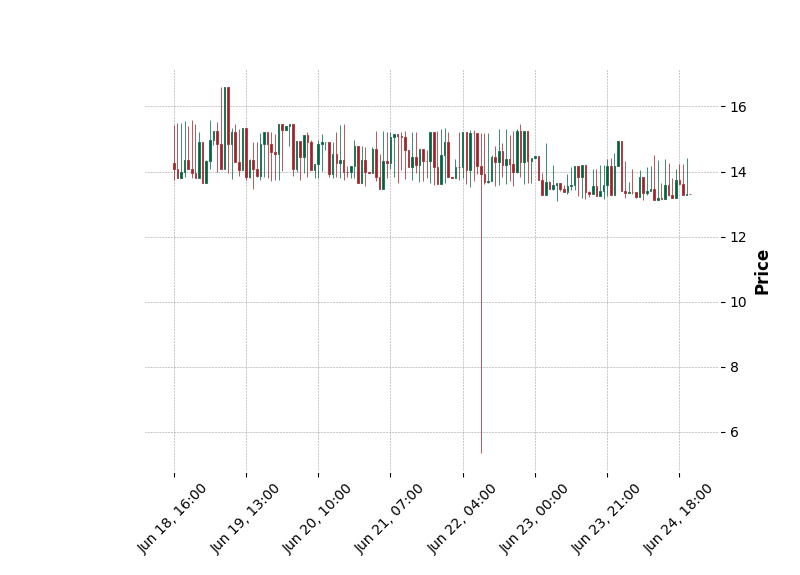 16
14
12
10
8
6
Price
Jun 18, 16:00
Jun 19, 13:00
Jun 20, 10:00
Jun 21, 07:00
Jun 22, 04:00
Jun 23, 00:00
Jun 23, 21:00
Jun 24, 18:00